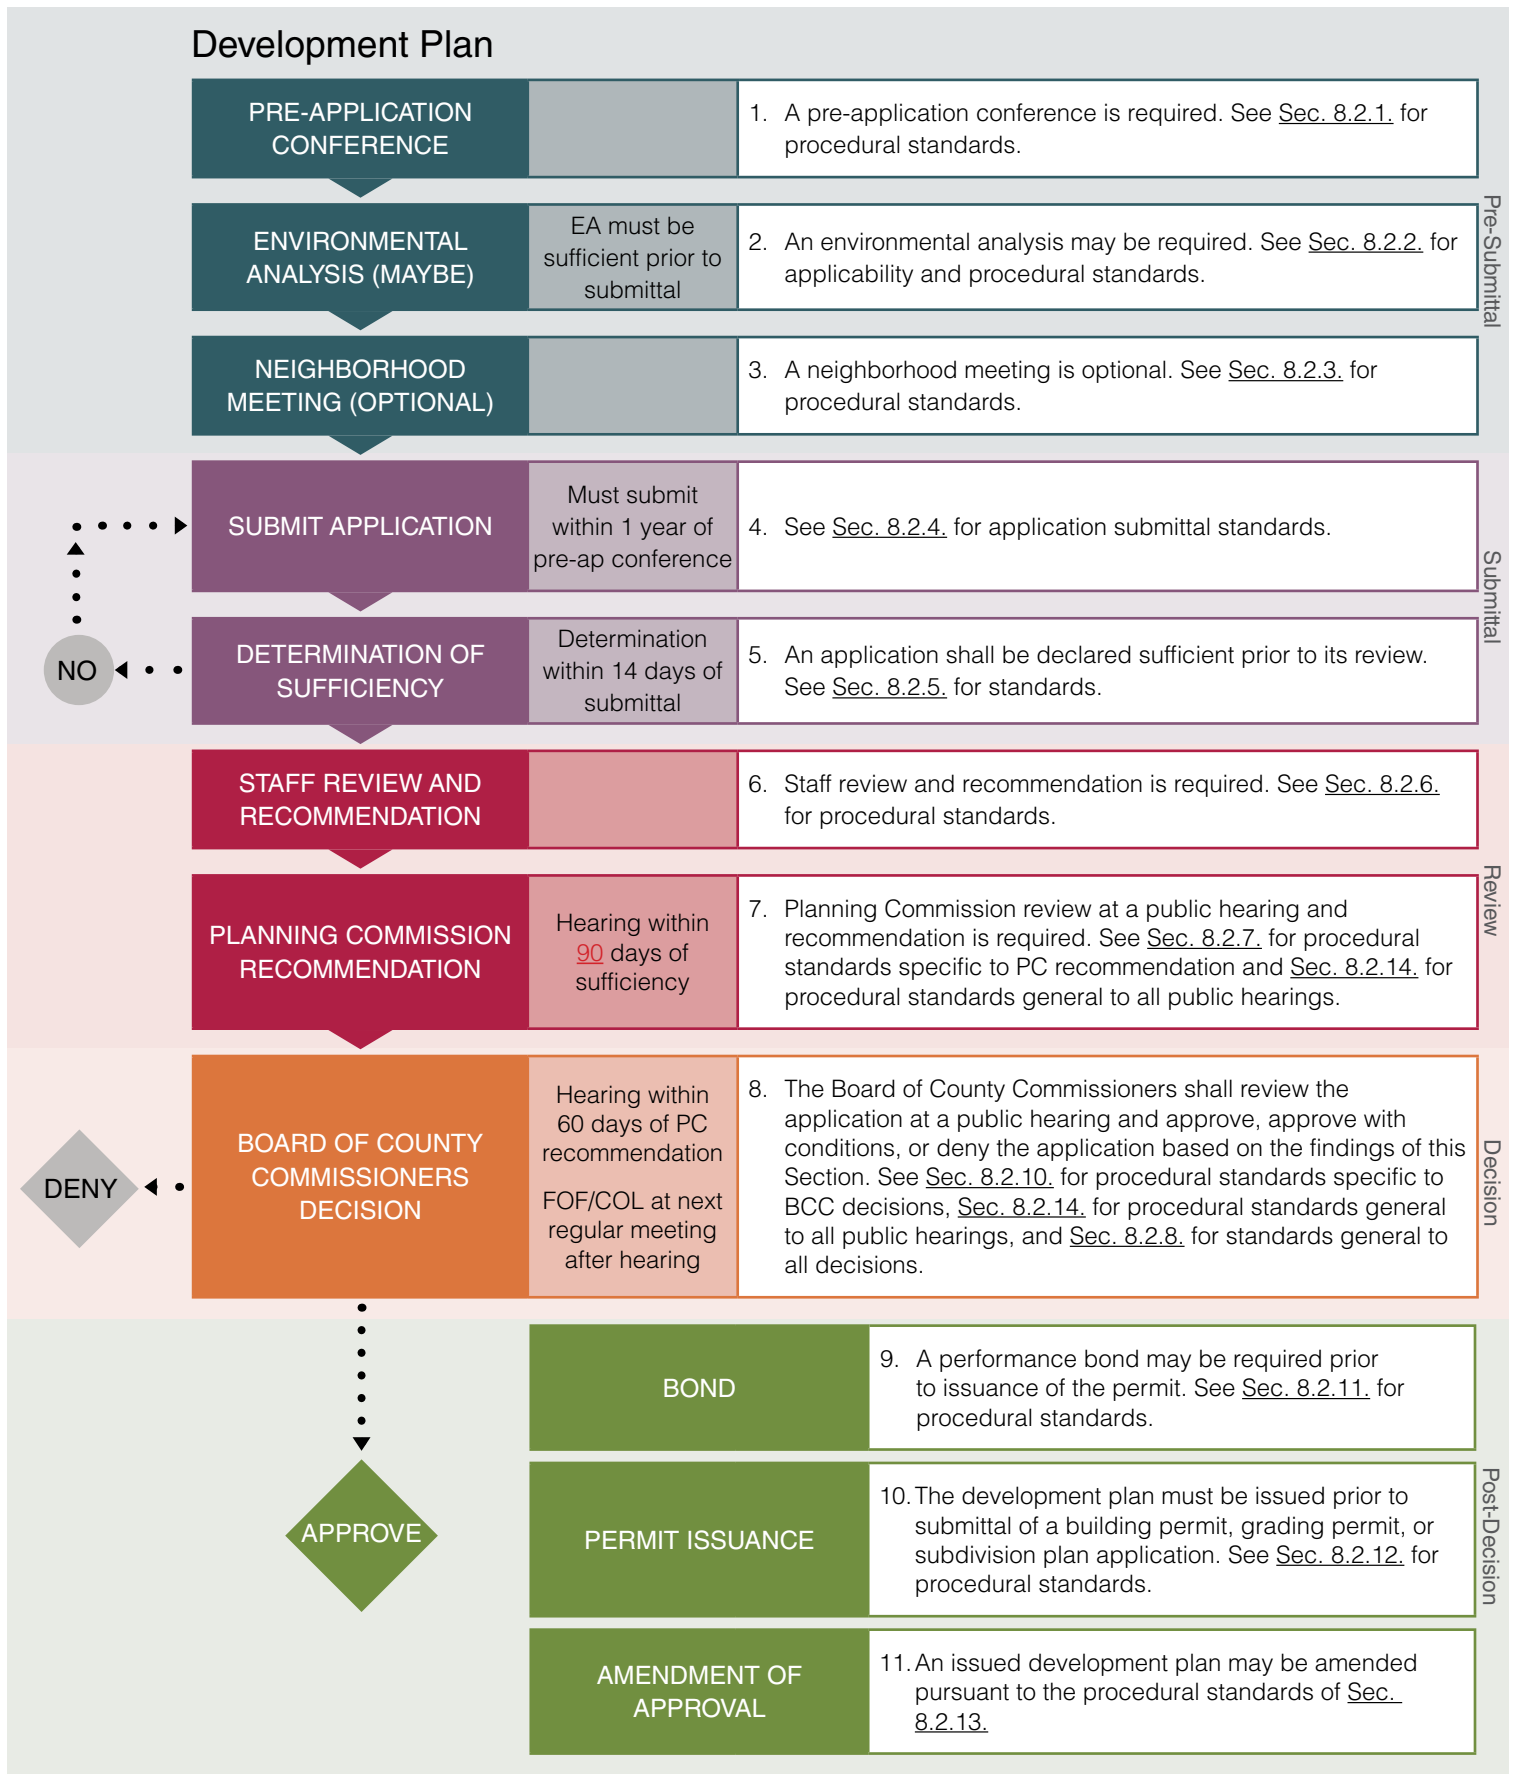 Development Plan
PRE-APPLICATION
CONFERENCE
1. A pre-application conference is required. See Sec. 8.2.1. for
procedural standards.
ENVIRONMENTAL
ANALYSIS (MAYBE)
EA must be
sufficient prior to
submittal
2. An environmental analysis may be required. See Sec. 8.2.2. for
applicability and procedural standards.
NEIGHBORHOOD
MEETING (OPTIONAL)
3. A neighborhood meeting is optional. See Sec. 8.2.3. for
procedural standards.
Pre-Submittal
SUBMIT APPLICATION
Must submit
within 1 year of
pre-ap conference
4. See Sec. 8.2.4. for application submittal standards.
NO
DETERMINATION OF
SUFFICIENCY
Determination
within 14 days of
submittal
5. An application shall be declared sufficient prior to its review.
See Sec. 8.2.5. for standards.
Submittal
STAFF REVIEW AND
RECOMMENDATION
6. Staff review and recommendation is required. See Sec. 8.2.6.
for procedural standards.
PLANNING COMMISSION
RECOMMENDATION
Hearing within
90 days of
sufficiency
7. Planning Commission review at a public hearing and
recommendation is required. See Sec. 8.2.7. for procedural
standards specific to PC recommendation and Sec. 8.2.14. for
procedural standards general to all public hearings.
Review
DENY
BOARD OF COUNTY
COMMISSIONERS
DECISION
Hearing within
60 days of PC
recommendation
FOF/COL at next
regular meeting
after hearing
8. The Board of County Commissioners shall review the
application at a public hearing and approve, approve with
conditions, or deny the application based on the findings of this
Section. See Sec. 8.2.10. for procedural standards specific to
BCC decisions, Sec. 8.2.14. for procedural standards general
to all public hearings, and Sec. 8.2.8. for standards general to
all decisions.
Decision
APPROVE
BOND
9. A performance bond may be required prior
to issuance of the permit. See Sec. 8.2.11. for
procedural standards.
PERMIT ISSUANCE
10. The development plan must be issued prior to
submittal of a building permit, grading permit, or
subdivision plan application. See Sec. 8.2.12. for
procedural standards.
AMENDMENT OF
APPROVAL
11. An issued development plan may be amended
pursuant to the procedural standards of Sec.
8.2.13.
Post-Decision